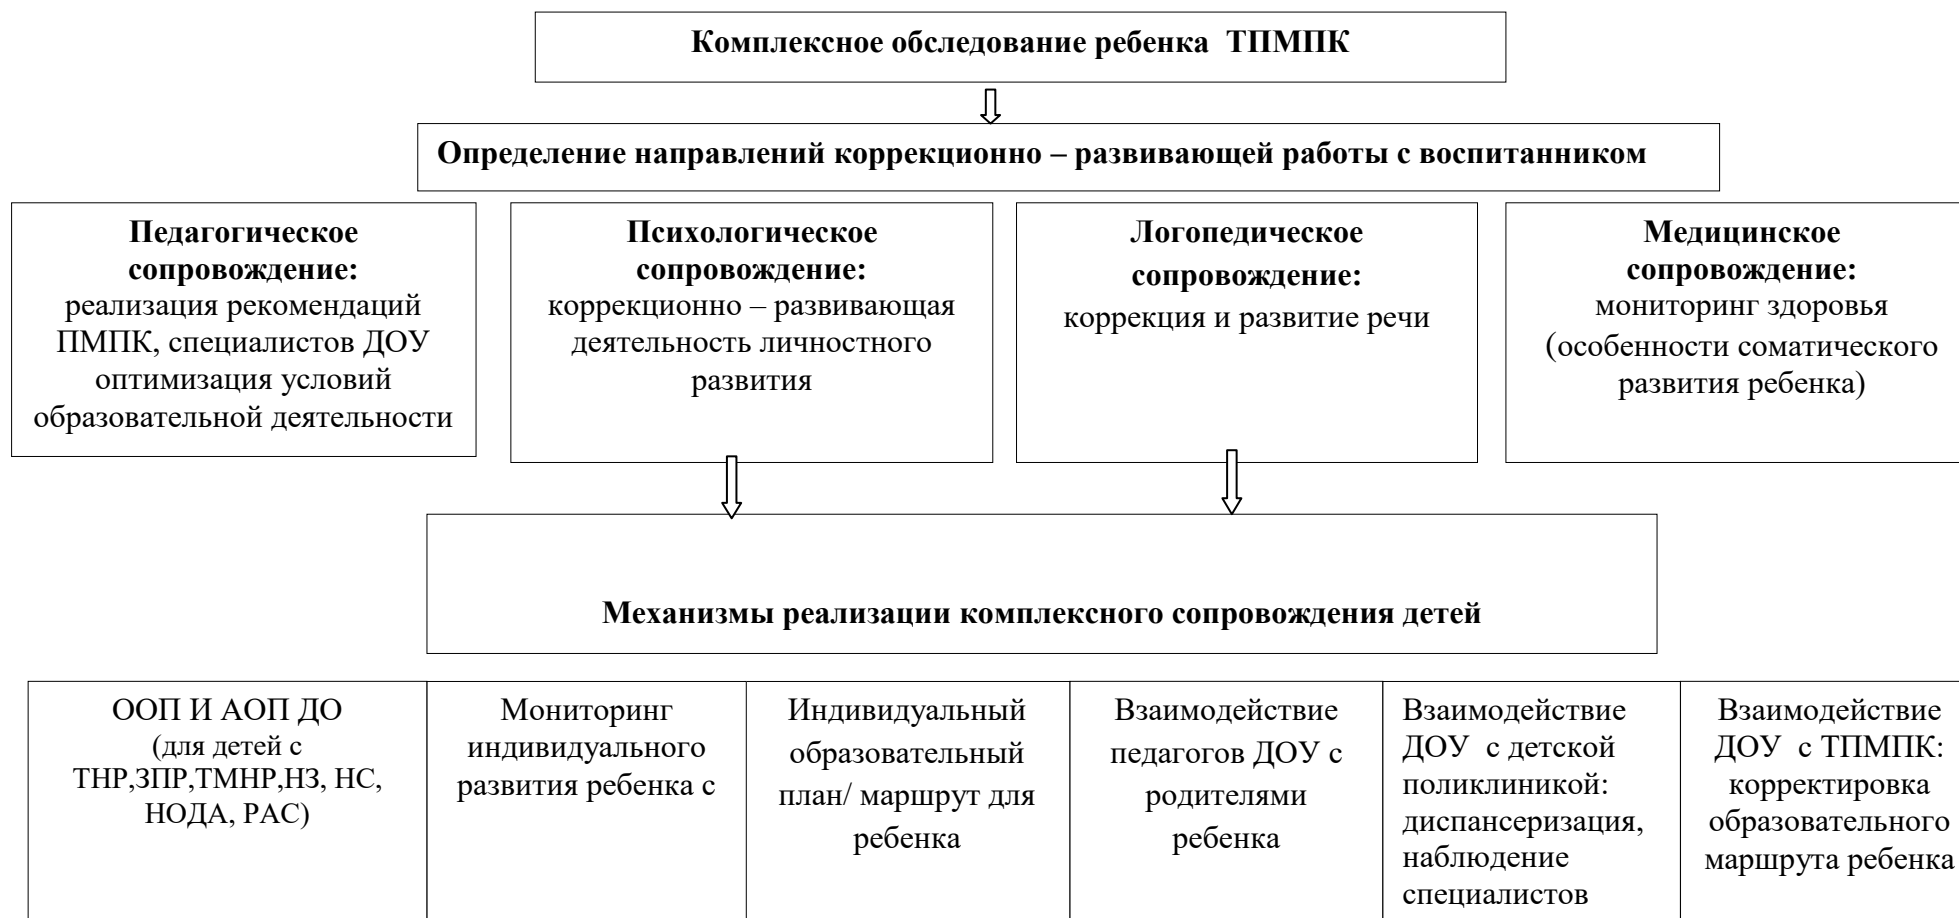 Комплексное обследование ребенка ТПМПК
Определение направлений коррекционно – развивающей работы с воспитанником
Педагогическое
сопровождение:
реализация рекомендаций
ПМПК, специалистов ДОУ
оптимизация условий
образовательной деятельности
Психологическое
сопровождение:
коррекционно – развивающая
деятельность личностного
развития
Логопедическое
сопровождение:
коррекция и развитие речи
Медицинское
сопровождение:
мониторинг здоровья
(особенности соматического
развития ребенка)
Механизмы реализации комплексного сопровождения детей
ООП И АОП ДО
(для детей с
ТНР,ЗПР,ТМНР,НЗ, НС,
НОДА, РАС)
Мониторинг
индивидуального
развития ребенка с
Индивидуальный
образовательный
план/ маршрут для
ребенка
Взаимодействие
педагогов ДОУ с
родителями
ребенка
Взаимодействие
ДОУ с детской
поликлиникой:
диспансеризация,
наблюдение
специалистов
Взаимодействие
ДОУ с ТПМПК:
корректировка
образовательного
маршрута ребенка